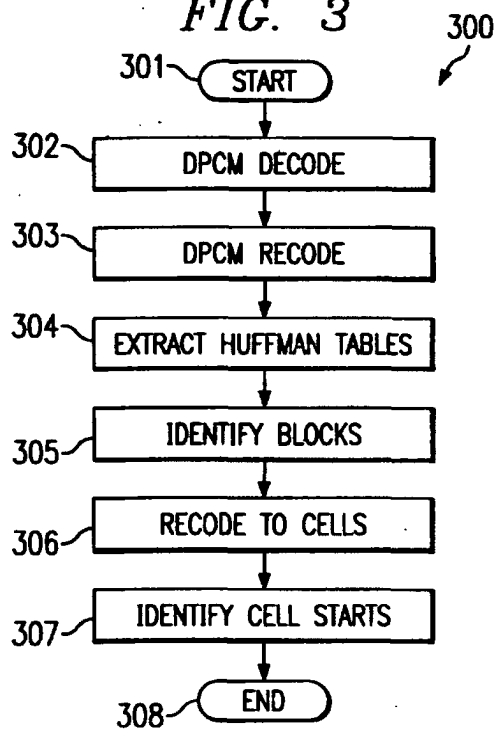 FIG. 3
300
301 START
302 DPCM DECODE
303 DPCM RECODE
304 EXTRACT HUFFMAN TABLES
305 IDENTIFY BLOCKS
306 RECODE TO CELLS
307 IDENTIFY CELL STARTS
308 END